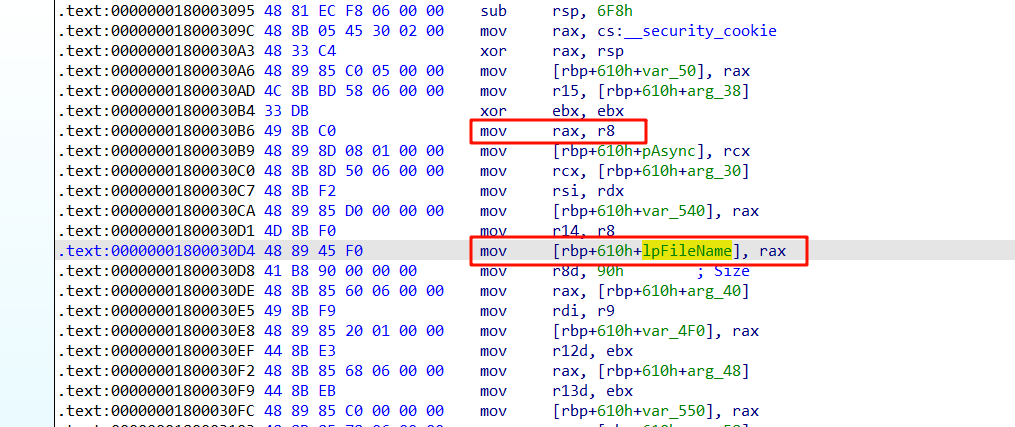 .text:0000000180003095 48 81 EC F8 06 00 00 sub rsp, 6F8h
.text:000000018000309C 48 8B 05 45 30 02 00 mov rax, cs:__security_cookie
.text:00000001800030A3 48 33 C4 xor rax, rsp
.text:00000001800030A6 48 89 85 C0 05 00 00 mov [rbp+610h+var_50], rax
.text:00000001800030AD 4C 8B BD 58 06 00 00 mov r15, [rbp+610h+arg_38]
.text:00000001800030B4 33 DB xor ebx, ebx
.text:00000001800030B6 49 8B C0 mov rax, r8
.text:00000001800030B9 48 89 8D 08 01 00 00 mov [rbp+610h+pAsync], rcx
.text:00000001800030C0 48 8B 8D 50 06 00 00 mov rcx, [rbp+610h+arg_30]
.text:00000001800030C7 48 8B F2 mov rsi, rdx
.text:00000001800030CA 48 89 85 D0 00 00 00 mov [rbp+610h+var_540], rax
.text:00000001800030D1 4D 8B F0 mov r14, r8
.text:00000001800030D4 48 89 45 F0 mov [rbp+610h+lpFileName], rax
.text:00000001800030D8 41 B8 90 00 00 00 mov r8d, 90h ; Size
.text:00000001800030DE 48 8B 85 60 06 00 00 mov rax, [rbp+610h+arg_40]
.text:00000001800030E5 49 8B F9 mov rdi, r9
.text:00000001800030E8 48 89 85 20 01 00 00 mov [rbp+610h+var_4F0], rax
.text:00000001800030EF 44 8B E3 mov r12d, ebx
.text:00000001800030F2 48 8B 85 68 06 00 00 mov rax, [rbp+610h+arg_48]
.text:00000001800030F9 44 8B EB mov r13d, ebx
.text:00000001800030FC 48 89 85 C0 00 00 00 mov [rbp+610h+var_550], rax